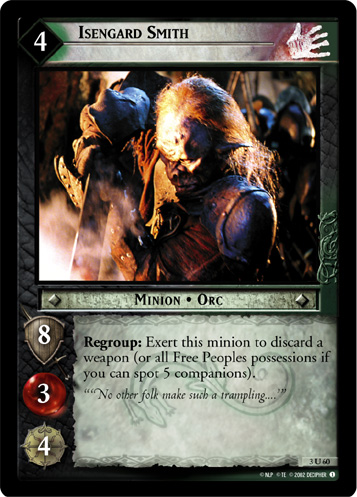 4
ISENGARD SMITH
MINION • ORC
8
Regroup: Exert this minion to discard a
weapon (or all Free Peoples possessions if
you can spot 5 companions).
3
““No other folk make such a trampling....’”
4
3 U 60
© NLP ©TE ©2002 DECIPHER